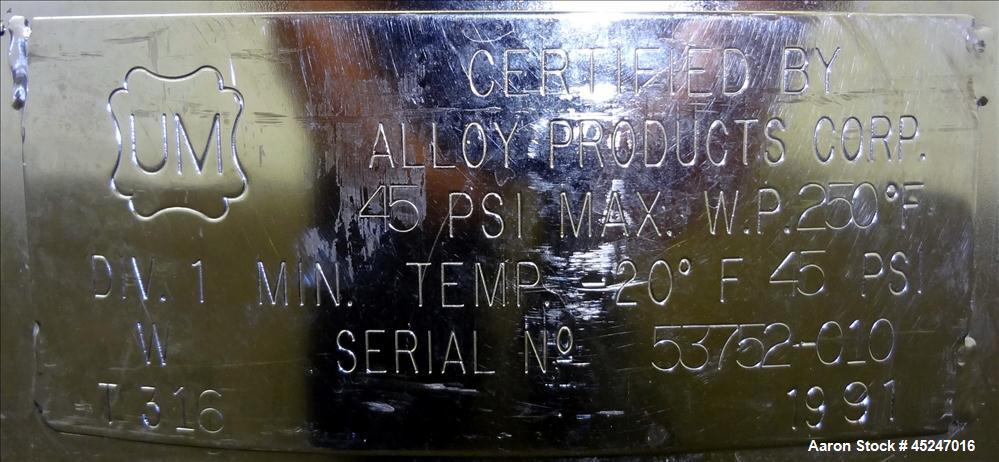 CERTIFIED BY
UM
ALLOY PRODUCTS CORP.
45 PSI MAX. W.P. 250°F
DIV. 1 MIN. TEMP. -20° F 45 PSI
W SERIAL Nº 53752-010
T 316 1991
Aaron Stock # 45247016